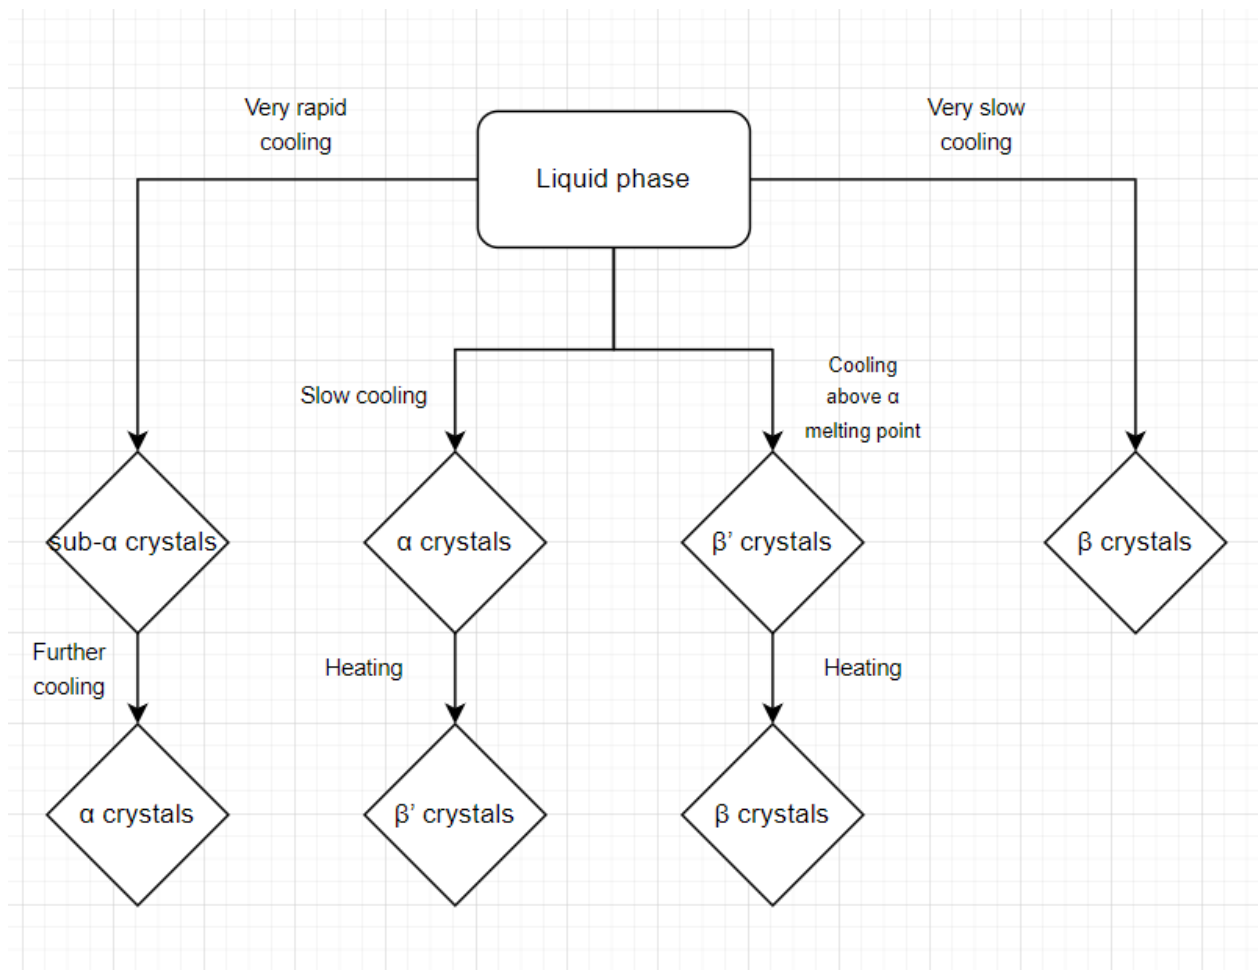 Very rapid
cooling
Liquid phase
Very slow
cooling
Slow cooling
Cooling
above α
melting point
sub-α crystals
α crystals
β’ crystals
β crystals
Further
cooling
Heating
Heating
α crystals
β’ crystals
β crystals